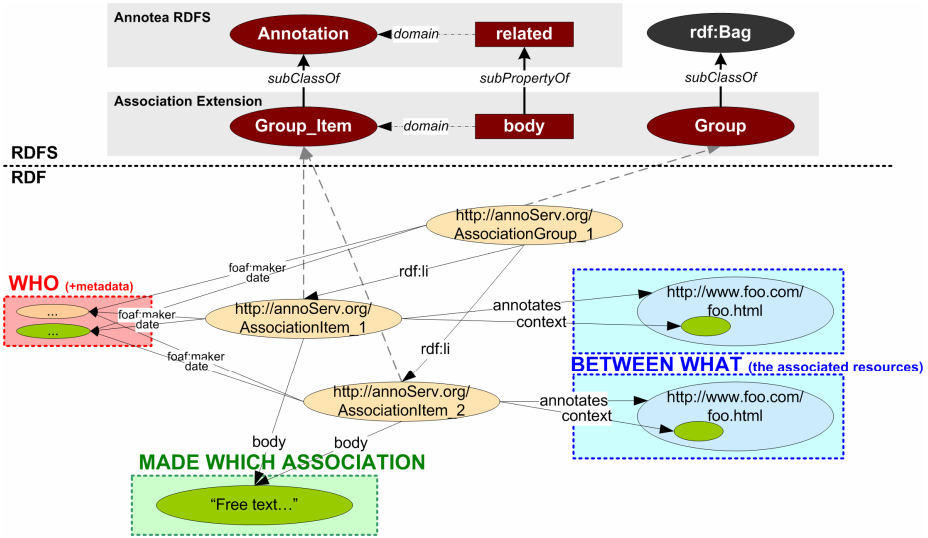 Annotea RDFS
Annotation
domain
related
rdf:Bag
subClassOf
subPropertyOf
subClassOf
Association Extension
Group_Item
domain
body
Group
RDFS
RDF
http://annoServ.org/
AssociationGroup_1
foaf:maker
date
rdf:li
WHO (+metadata)
...
...
foaf:maker
date
http://annoServ.org/
AssociationItem_1
annotates
context
http://www.foo.com/
foo.html
rdf:li
foaf:maker
date
BETWEEN WHAT (the associated resources)
http://annoServ.org/
AssociationItem_2
annotates
context
http://www.foo.com/
foo.html
body
body
MADE WHICH ASSOCIATION
“Free text…”